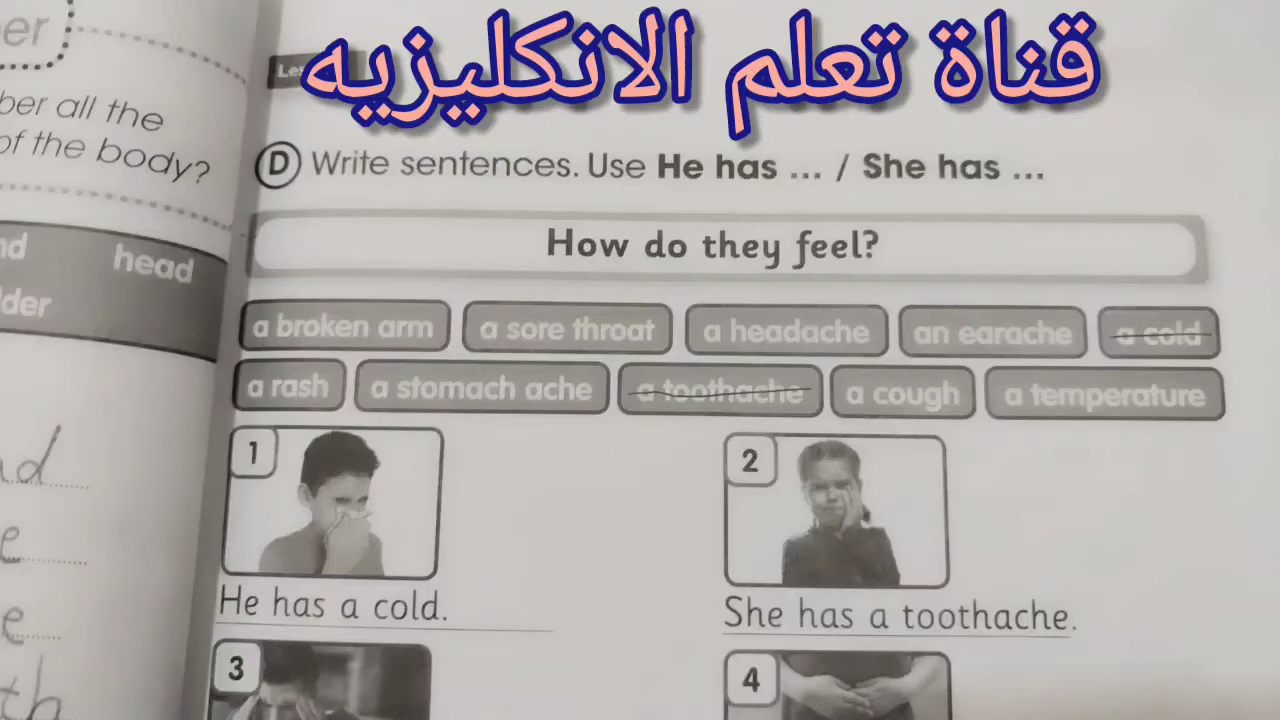 قناة تعلم الانكليزيه
ber all the
of the body?
head
D Write sentences. Use He has ... / She has ...
How do they feel?
a broken arm a sore throat a headache an earache a cold
a rash a stomach ache a toothache a cough a temperature
1 2
He has a cold. She has a toothache.
3 4